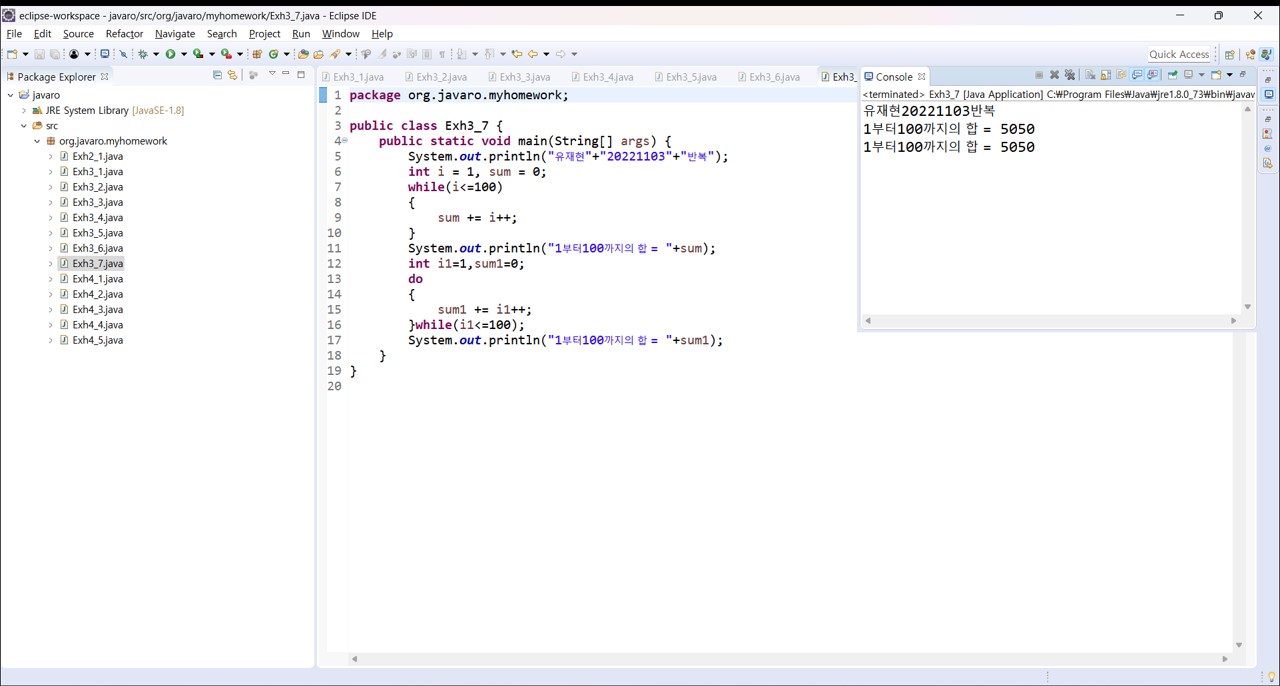 eclipse-workspace - javaro/src/org/javaro/myhomework/Exh3_7.java - Eclipse IDE
File Edit Source Refactor Navigate Search Project Run Window Help
Quick Access
Package Explorer
javaro
JRE System Library [JavaSE-1.8]
src
org.javaro.myhomework
Exh2_1.java
Exh3_1.java
Exh3_2.java
Exh3_3.java
Exh3_4.java
Exh3_5.java
Exh3_6.java
Exh3_7.java
Exh4_1.java
Exh4_2.java
Exh4_3.java
Exh4_4.java
Exh4_5.java
Exh3_1.java Exh3_2.java Exh3_3.java Exh3_4.java Exh3_5.java Exh3_6.java Exh3_
1 package org.javaro.myhomework;
2
3 public class Exh3_7 {
4 public static void main(String[] args) {
5 System.out.println("유재현"+"20221103"+"반복");
6 int i = 1, sum = 0;
7 while(i<=100)
8 {
9 sum += i++;
10 }
11 System.out.println("1부터100까지의 합 = "+sum);
12 int i1=1,sum1=0;
13 do
14 {
15 sum1 += i1++;
16 }while(i1<=100);
17 System.out.println("1부터100까지의 합 = "+sum1);
18 }
19 }
20
Console
<terminated> Exh3_7 [Java Application] C:₩Program Files₩Java₩jre1.8.0_73₩bin₩javaw
유재현20221103반복
1부터100까지의 합 = 5050
1부터100까지의 합 = 5050